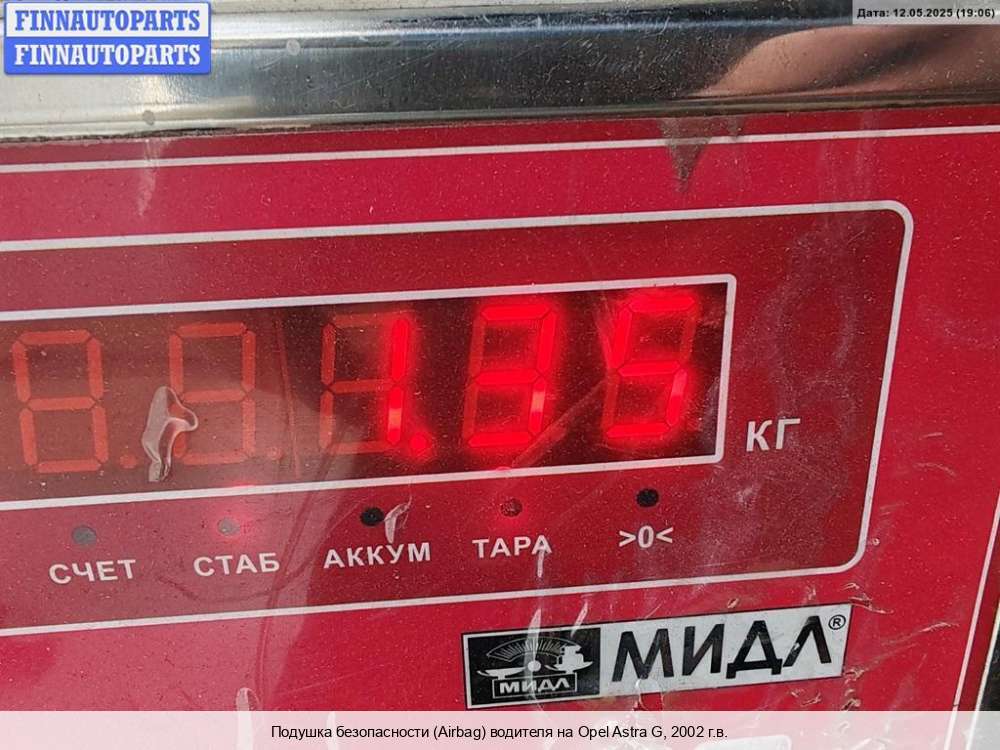 FINNAUTOPARTS
FINNAUTOPARTS
Дата: 12.05.2025 (19:06)
1.35
КГ
СЧЕТ СТАБ АККУМ ТАРА >0<
МИДЛ МИДЛ®
Подушка безопасности (Airbag) водителя на Opel Astra G, 2002 г.в.